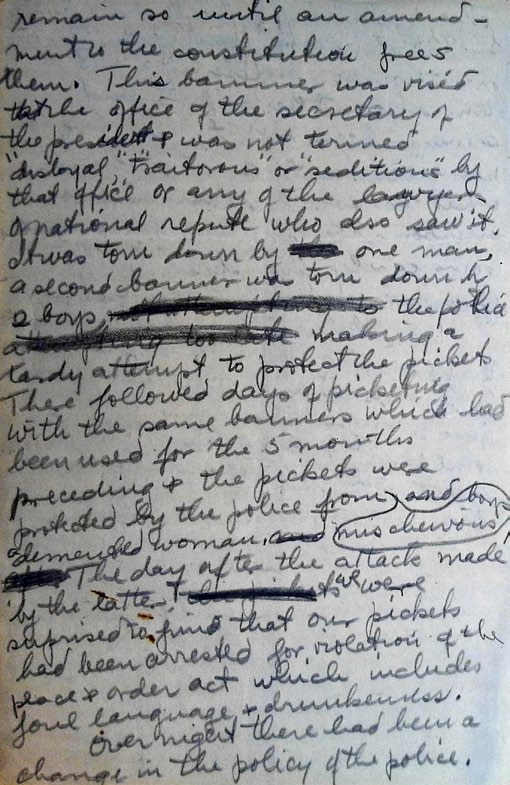 remain so until an amend-
ment to the constitution frees
them. This banner was visèd
the office of the secretary of
the president & was not termed
"disloyal," "traitorous" or "seditious" by
that office or any of the lawyers
of national repute who also saw it.
It was torn down by one man,
a second banner was torn down by
2 boys, the police
making a
tardy attempt to protect the pickets
There followed days of picketing
with the same banners which had
been used for the 5 months
preceding & the pickets were
protected by the police from and boys
a demented woman, and mischievous
The day after the attack made
by the latter, we were
suprised to find that our pickets
had been arrested for violation of the
peace & order act which includes
foul language & drunkenness.
Over night there had been a
change in the policy of the police.